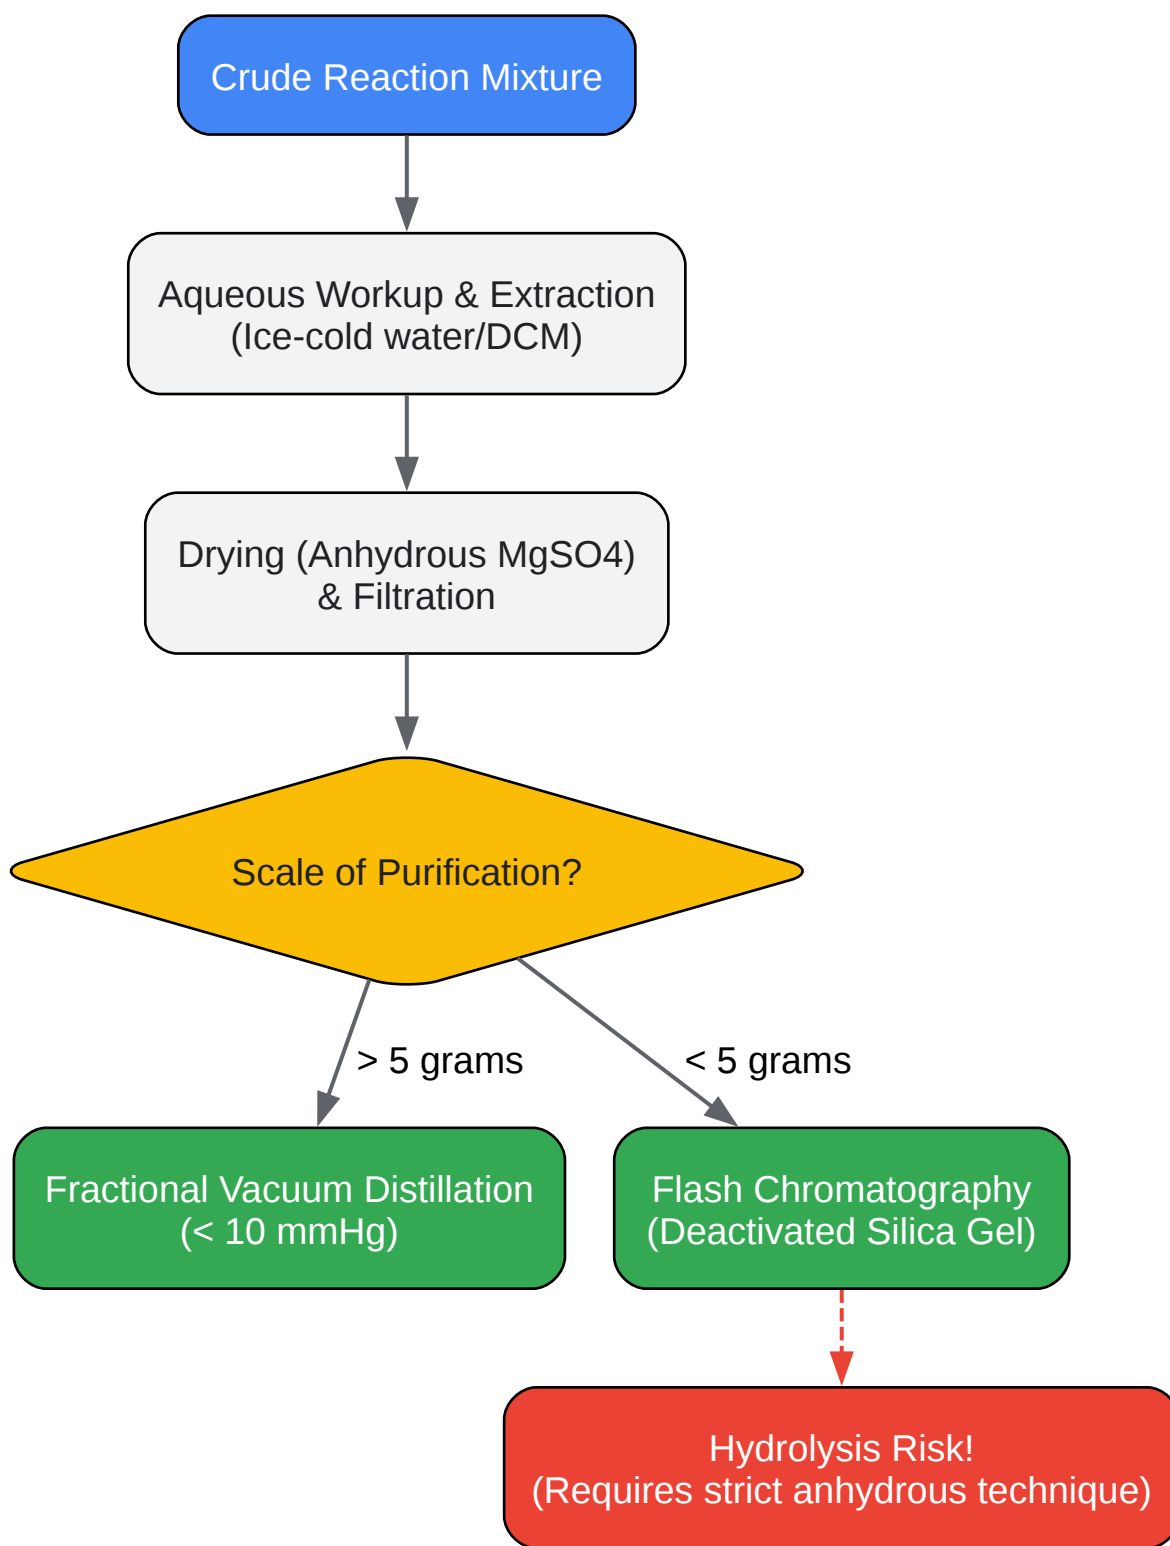 Crude Reaction Mixture
Aqueous Workup & Extraction
(Ice-cold water/DCM)
Drying (Anhydrous MgSO4)
& Filtration
Scale of Purification?
> 5 grams
< 5 grams
Fractional Vacuum Distillation
(< 10 mmHg)
Flash Chromatography
(Deactivated Silica Gel)
Hydrolysis Risk!
(Requires strict anhydrous technique)